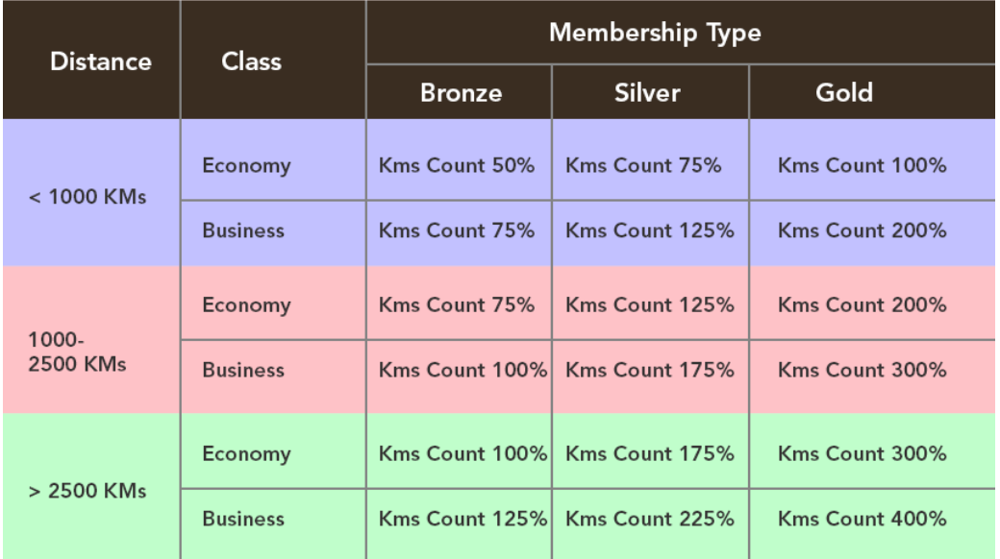 Distance Class Membership Type
Bronze Silver Gold
< 1000 KMs
Economy Kms Count 50% Kms Count 75% Kms Count 100%
Business Kms Count 75% Kms Count 125% Kms Count 200%
1000-
2500 KMs
Economy Kms Count 75% Kms Count 125% Kms Count 200%
Business Kms Count 100% Kms Count 175% Kms Count 300%
> 2500 KMs
Economy Kms Count 100% Kms Count 175% Kms Count 300%
Business Kms Count 125% Kms Count 225% Kms Count 400%